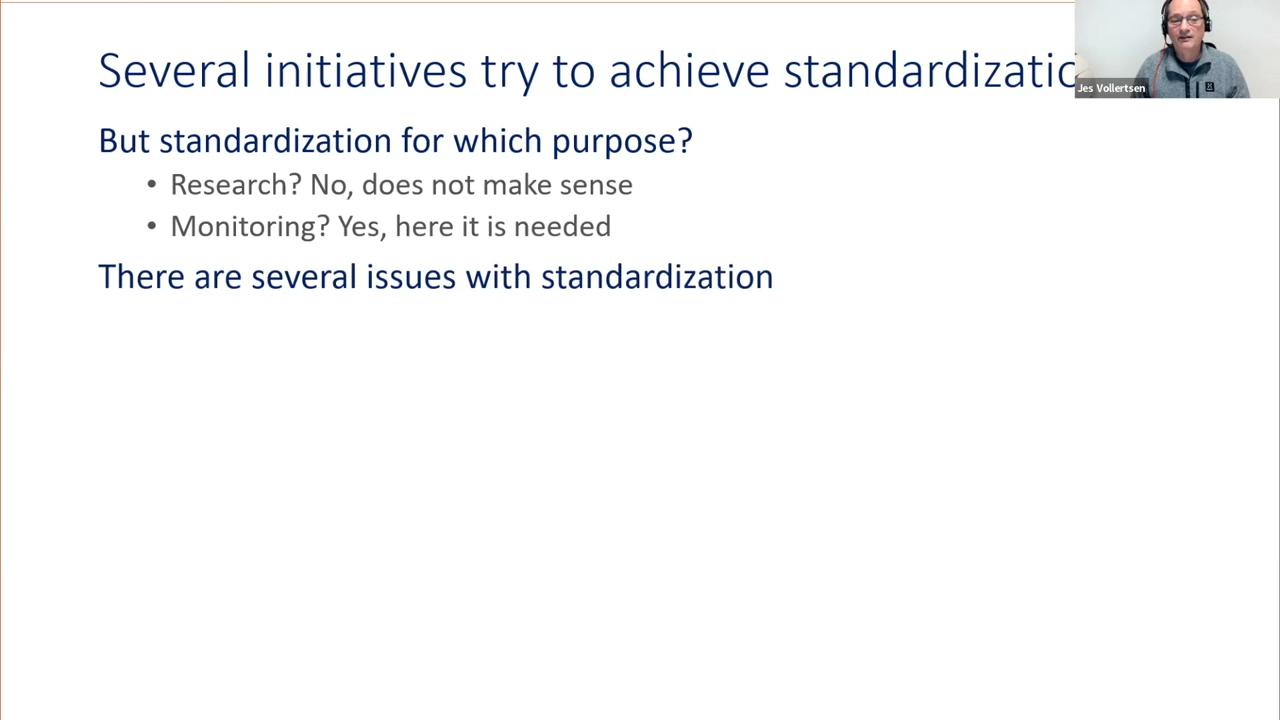 Several initiatives try to achieve standardizatio
Jes Vollertsen
But standardization for which purpose?
• Research? No, does not make sense
• Monitoring? Yes, here it is needed
There are several issues with standardization